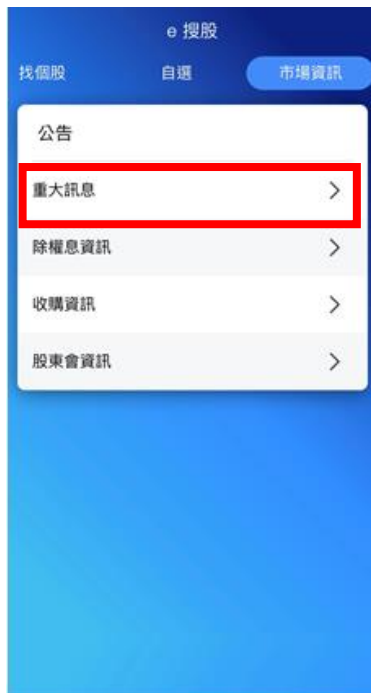 e 搜股
找個股 自選 市場資訊
公告
重大訊息
除權息資訊
收購資訊
股東會資訊